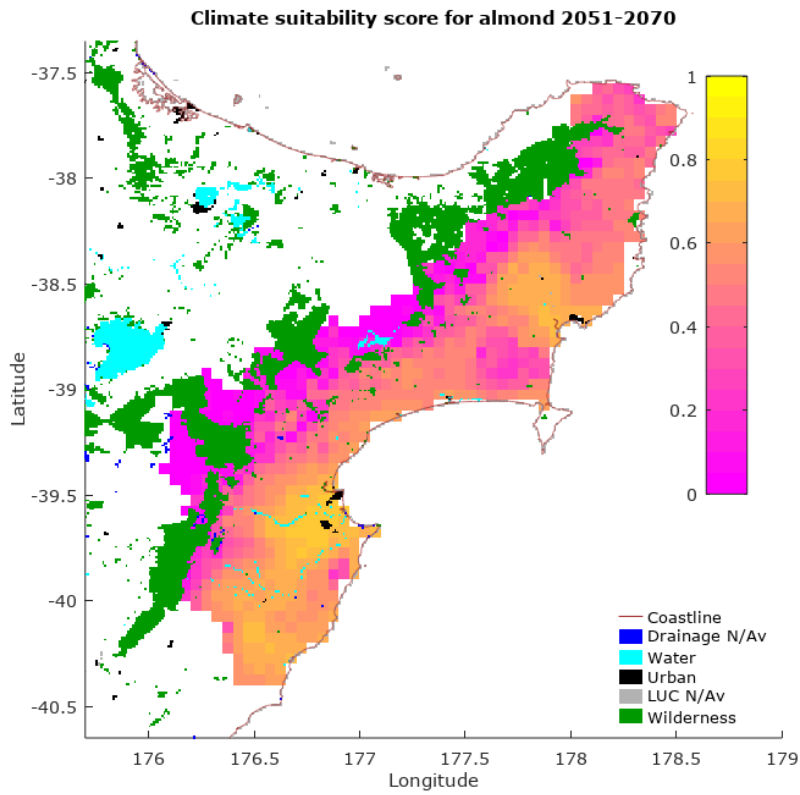 Climate suitability score for almond 2051-2070
-37.5
-38
-38.5
-39
-39.5
-40
-40.5
Latitude
1
0.8
0.6
0.4
0.2
0
Coastline
Drainage N/Av
Water
Urban
LUC N/Av
Wilderness
176
176.5
177
177.5
178
178.5
179
Longitude